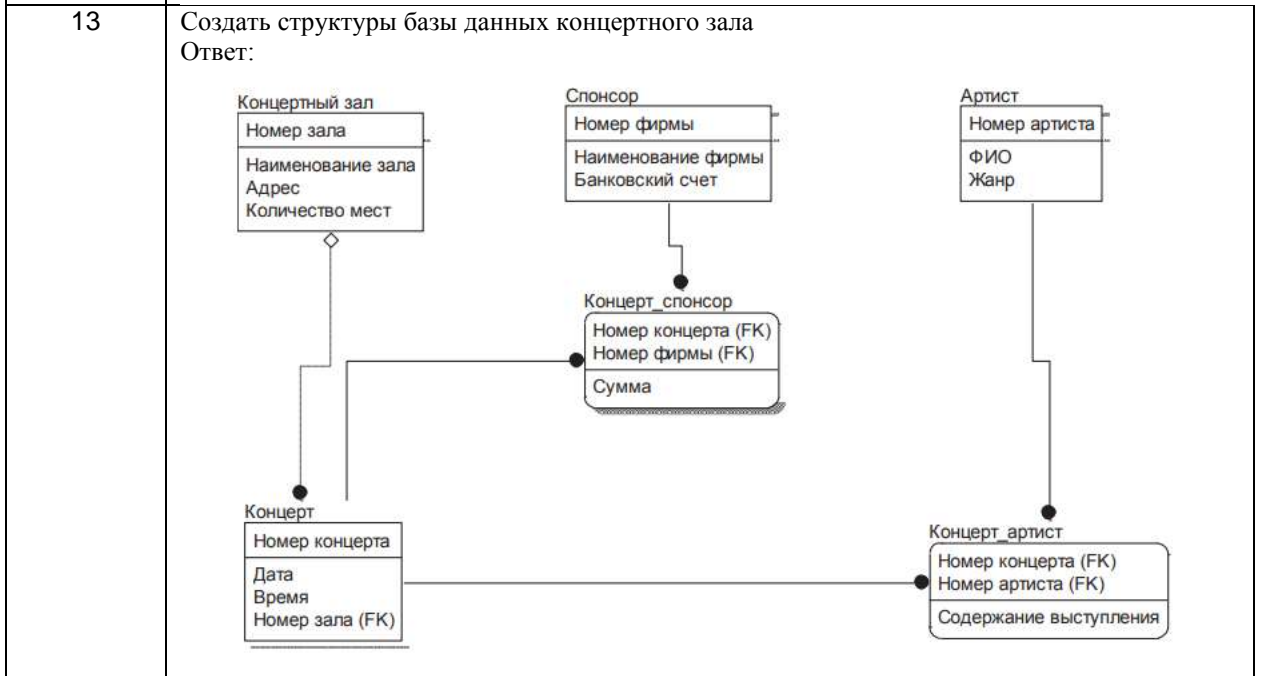 13
Создать структуры базы данных концертного зала
Ответ:
Концертный зал
Номер зала
Наименование зала
Адрес
Количество мест
Спонсор
Номер фирмы
Наименование фирмы
Банковский счет
Артист
Номер артиста
ФИО
Жанр
Концерт_спонсор
Номер концерта (FK)
Номер фирмы (FK)
Сумма
Концерт
Номер концерта
Дата
Время
Номер зала (FK)
Концерт_артист
Номер концерта (FK)
Номер артиста (FK)
Содержание выступления